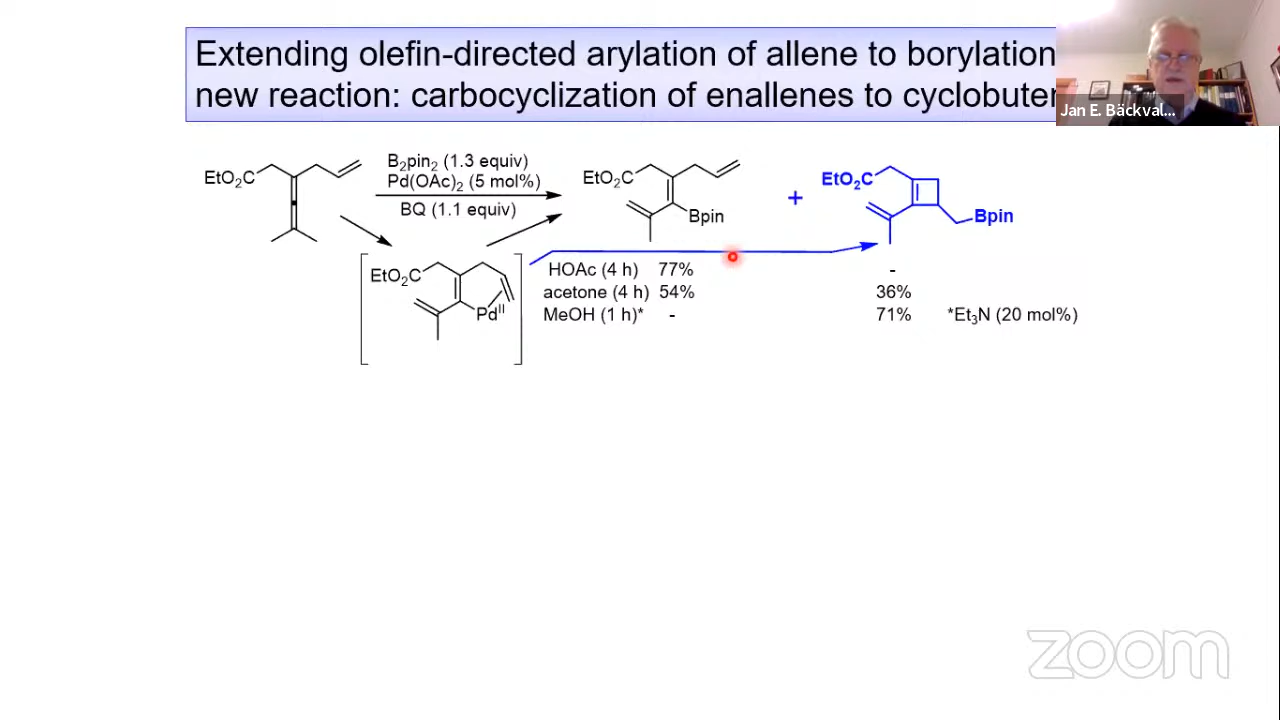 Extending olefin-directed arylation of allene to borylation
new reaction: carbocyclization of enallenes to cyclobuten
Jan E. Bäckval...
EtO2C
B2pin2 (1.3 equiv)
Pd(OAc)2 (5 mol%)
BQ (1.1 equiv)
EtO2C
Bpin
+
EtO2C
Bpin
EtO2C
PdII
HOAc (4 h) 77% -
acetone (4 h) 54% 36%
MeOH (1 h)* - 71% *Et3N (20 mol%)
zoom